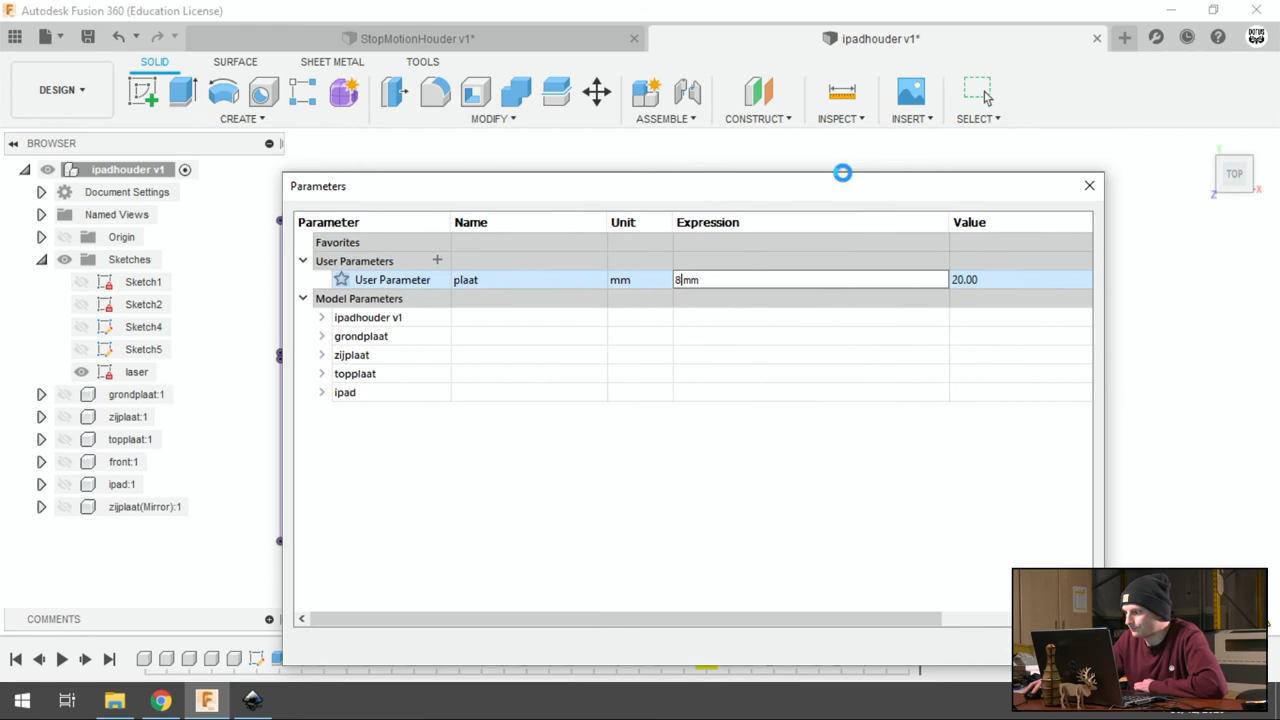 Autodesk Fusion 360 (Education License)
StopMotionHouder v1*
ipadhouder v1*
DESIGN
SOLID
SURFACE
SHEET METAL
TOOLS
CREATE
MODIFY
ASSEMBLE
CONSTRUCT
INSPECT
INSERT
SELECT
BROWSER
ipadhouder v1
Document Settings
Named Views
Origin
Sketches
Sketch1
Sketch2
Sketch4
Sketch5
laser
grondplaat:1
zijplaat:1
topplaat:1
front:1
ipad:1
zijplaat(Mirror):1
COMMENTS
TOP
Y
Z
X
Parameters
Parameter Name Unit Expression Value
Favorites
User Parameters
User Parameter plaat mm 8mm 20.00
Model Parameters
ipadhouder v1
grondplaat
zijplaat
topplaat
ipad